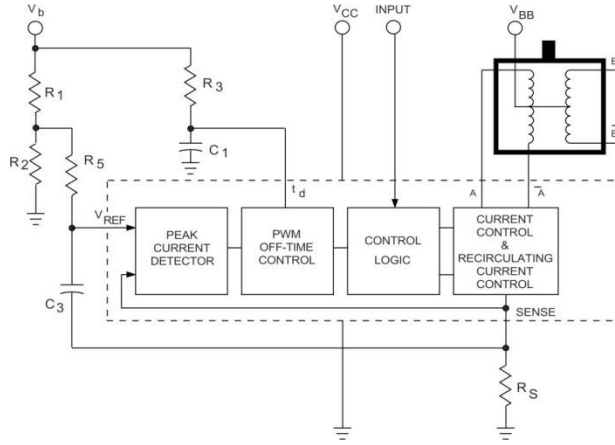 Vb
VCC
INPUT
VBB
R1
R3
R2
R5
C1
td
A
A̅
VREF
PEAK
CURRENT
DETECTOR
PWM
OFF-TIME
CONTROL
CONTROL
LOGIC
CURRENT
CONTROL
&
RECIRCULATING
CURRENT
CONTROL
C3
SENSE
RS